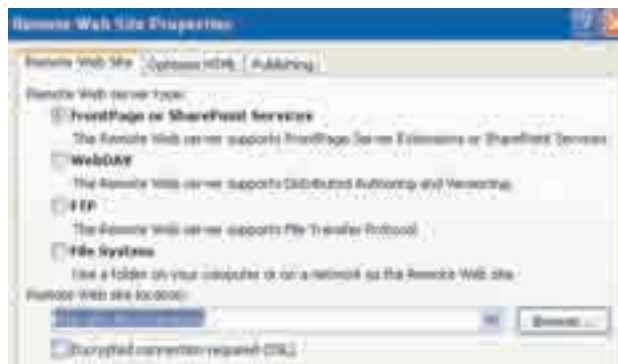 Remote Web Site Properties
Remote Web Site Optimize HTML Publishing
Remote Web server type:
FrontPage or SharePoint Services
The Remote Web server supports FrontPage Server Extensions or SharePoint Services
WebDAV
The Remote Web server supports Distributed Authoring and Versioning.
FTP
The Remote Web server supports File Transfer Protocol.
File System
Use a folder on your computer or on a network as the Remote Web site
Remote Web site location:
Browse...
Encrypted connection required (SSL)